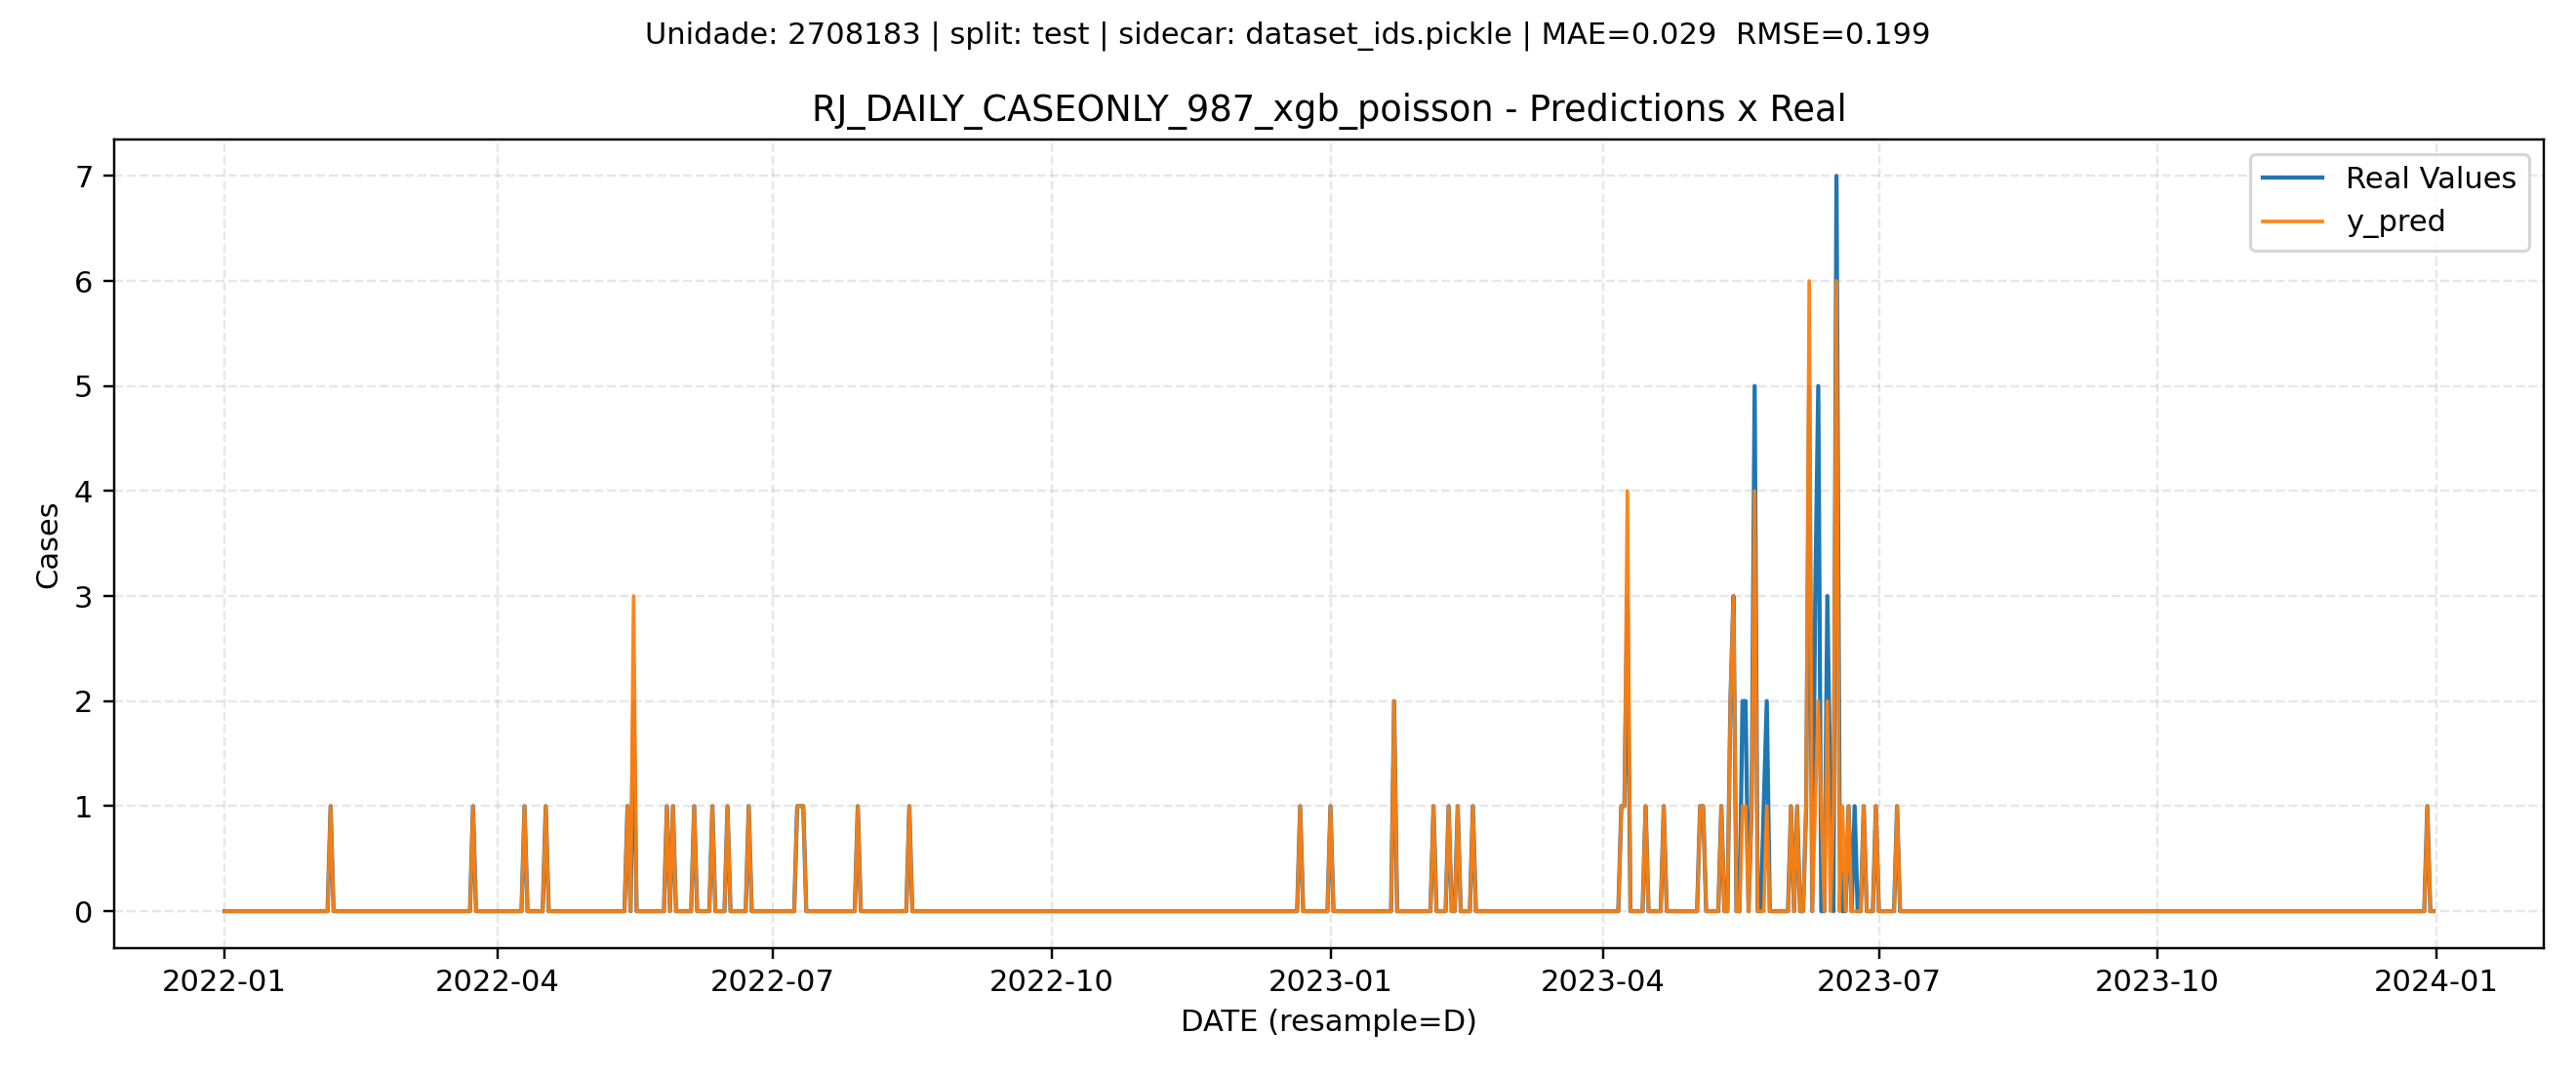 Unidade: 2708183 | split: test | sidecar: dataset_ids.pickle | MAE=0.029  RMSE=0.199
RJ_DAILY_CASEONLY_987_xgb_poisson - Predictions x Real
Real Values
y_pred
7
6
5
4
3
2
1
0
Cases
2022-01
2022-04
2022-07
2022-10
2023-01
2023-04
2023-07
2023-10
2024-01
DATE (resample=D)